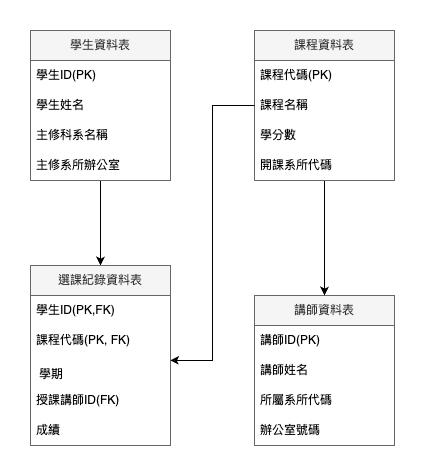 學生資料表
學生ID(PK)
學生姓名
主修科系名稱
主修系所辦公室
課程資料表
課程代碼(PK)
課程名稱
學分數
開課系所代碼
選課紀錄資料表
學生ID(PK,FK)
課程代碼(PK, FK)
學期
授課講師ID(FK)
成績
講師資料表
講師ID(PK)
講師姓名
所屬系所代碼
辦公室號碼